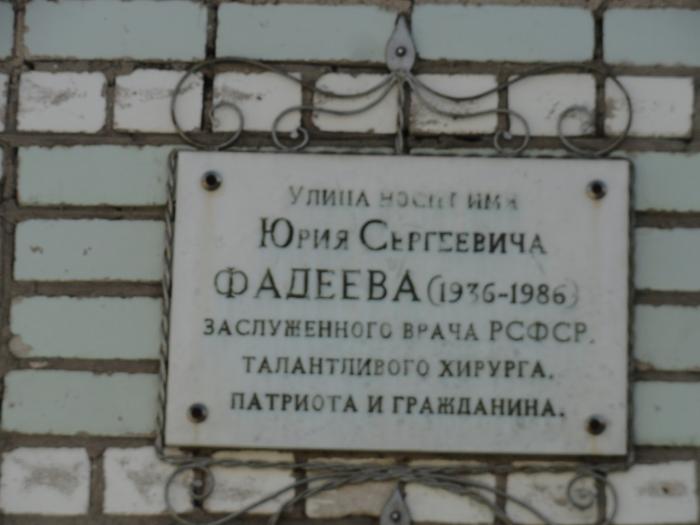 Улица носит имя
Юрия Сергеевича
ФАДЕЕВА (1936-1986)
ЗАСЛУЖЕННОГО ВРАЧА РСФСР.
ТАЛАНТЛИВОГО ХИРУРГА.
ПАТРИОТА И ГРАЖДАНИНА.